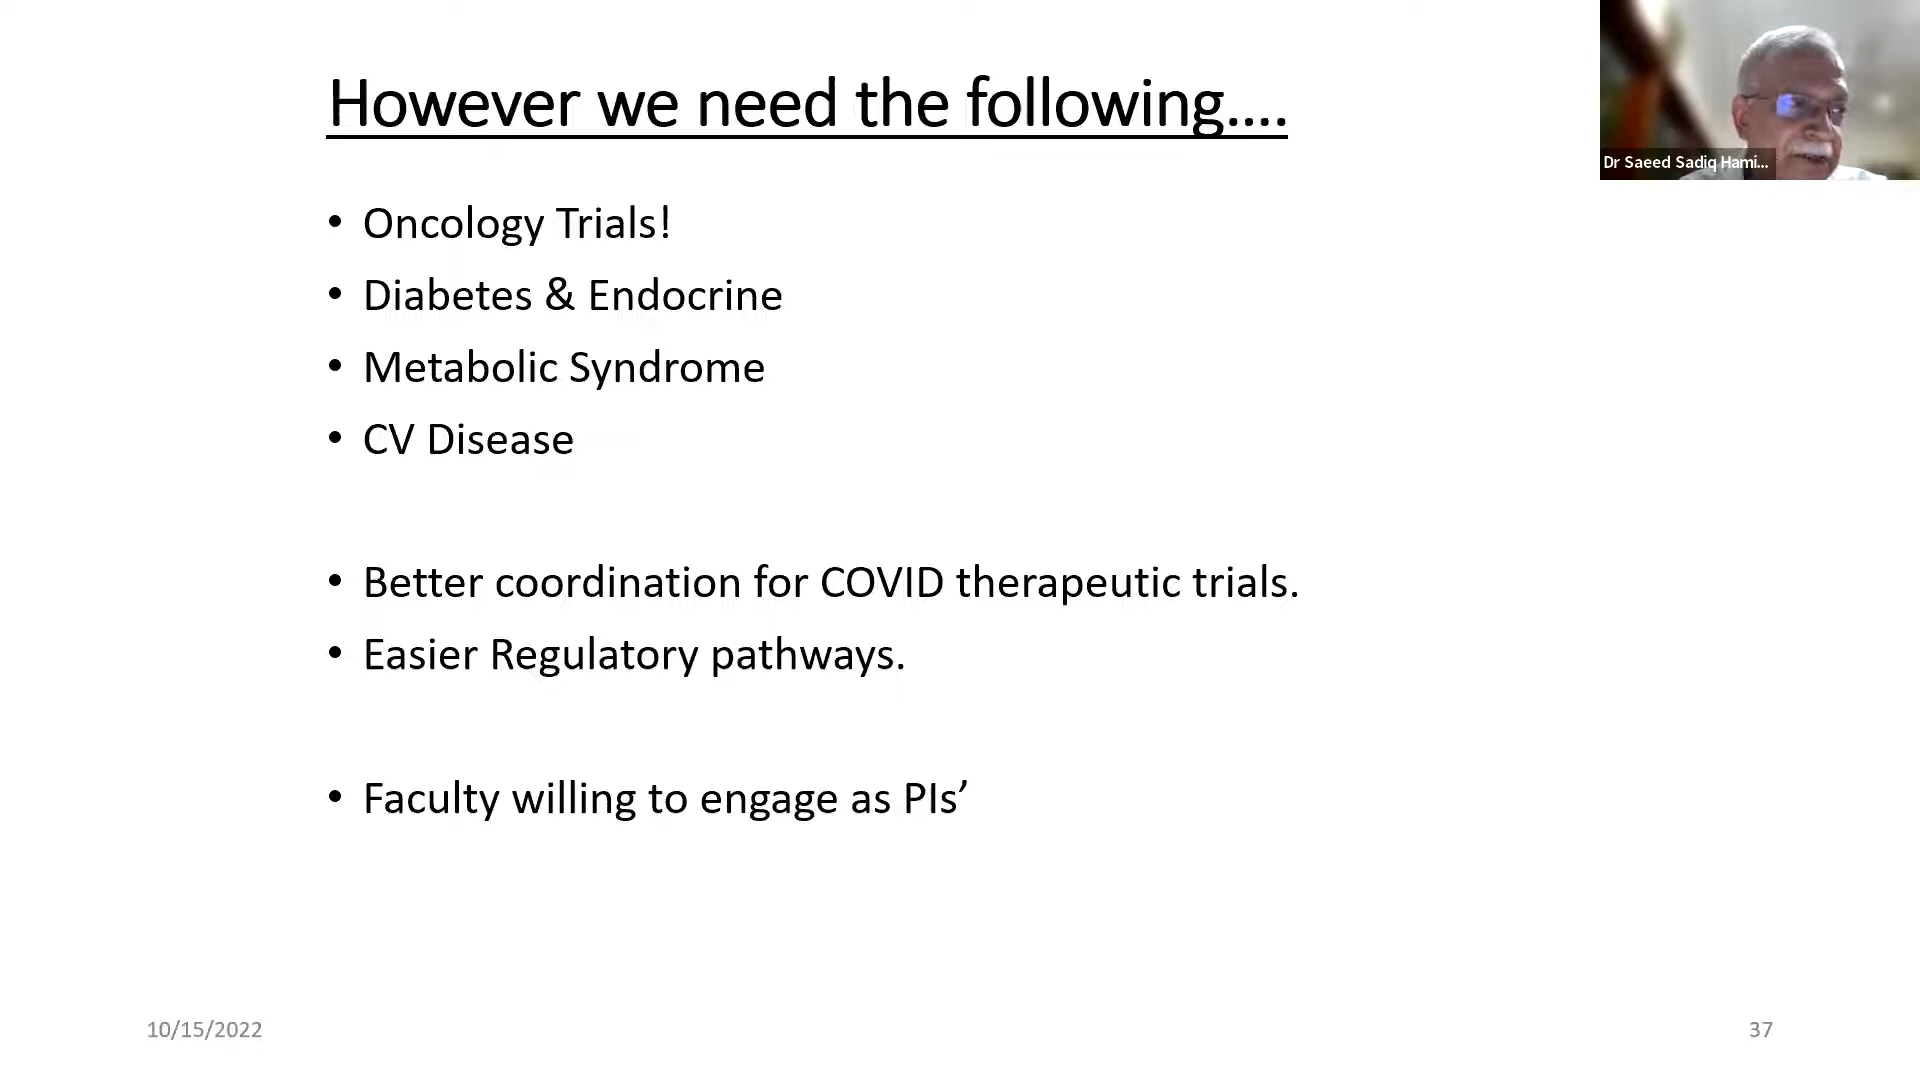 However we need the following....
Dr Saeed Sadiq Hami...
• Oncology Trials!
• Diabetes & Endocrine
• Metabolic Syndrome
• CV Disease
• Better coordination for COVID therapeutic trials.
• Easier Regulatory pathways.
• Faculty willing to engage as PIs’
10/15/2022
37